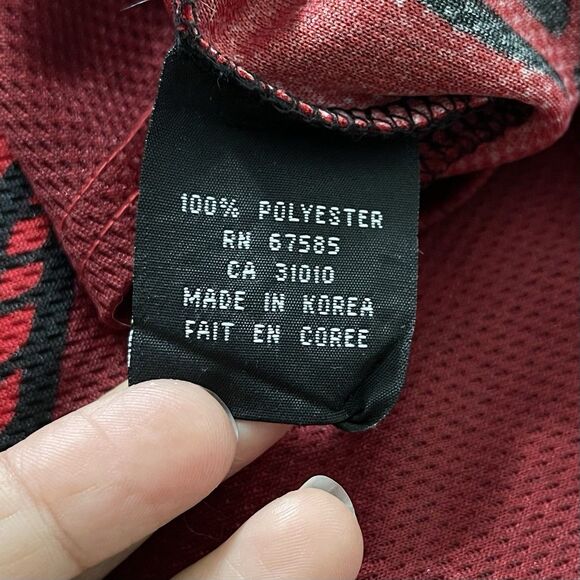 100% POLYESTER
RN 67585
CA 31010
MADE IN KOREA
FAIT EN COREE